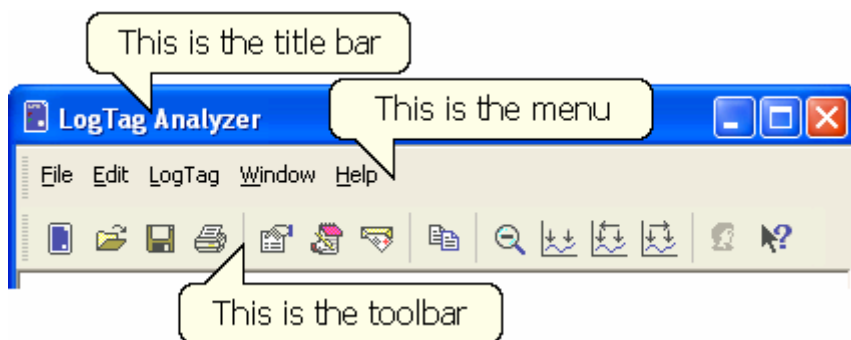 This is the title bar
LogTag Analyzer
This is the menu
File Edit LogTag Window Help
?
This is the toolbar